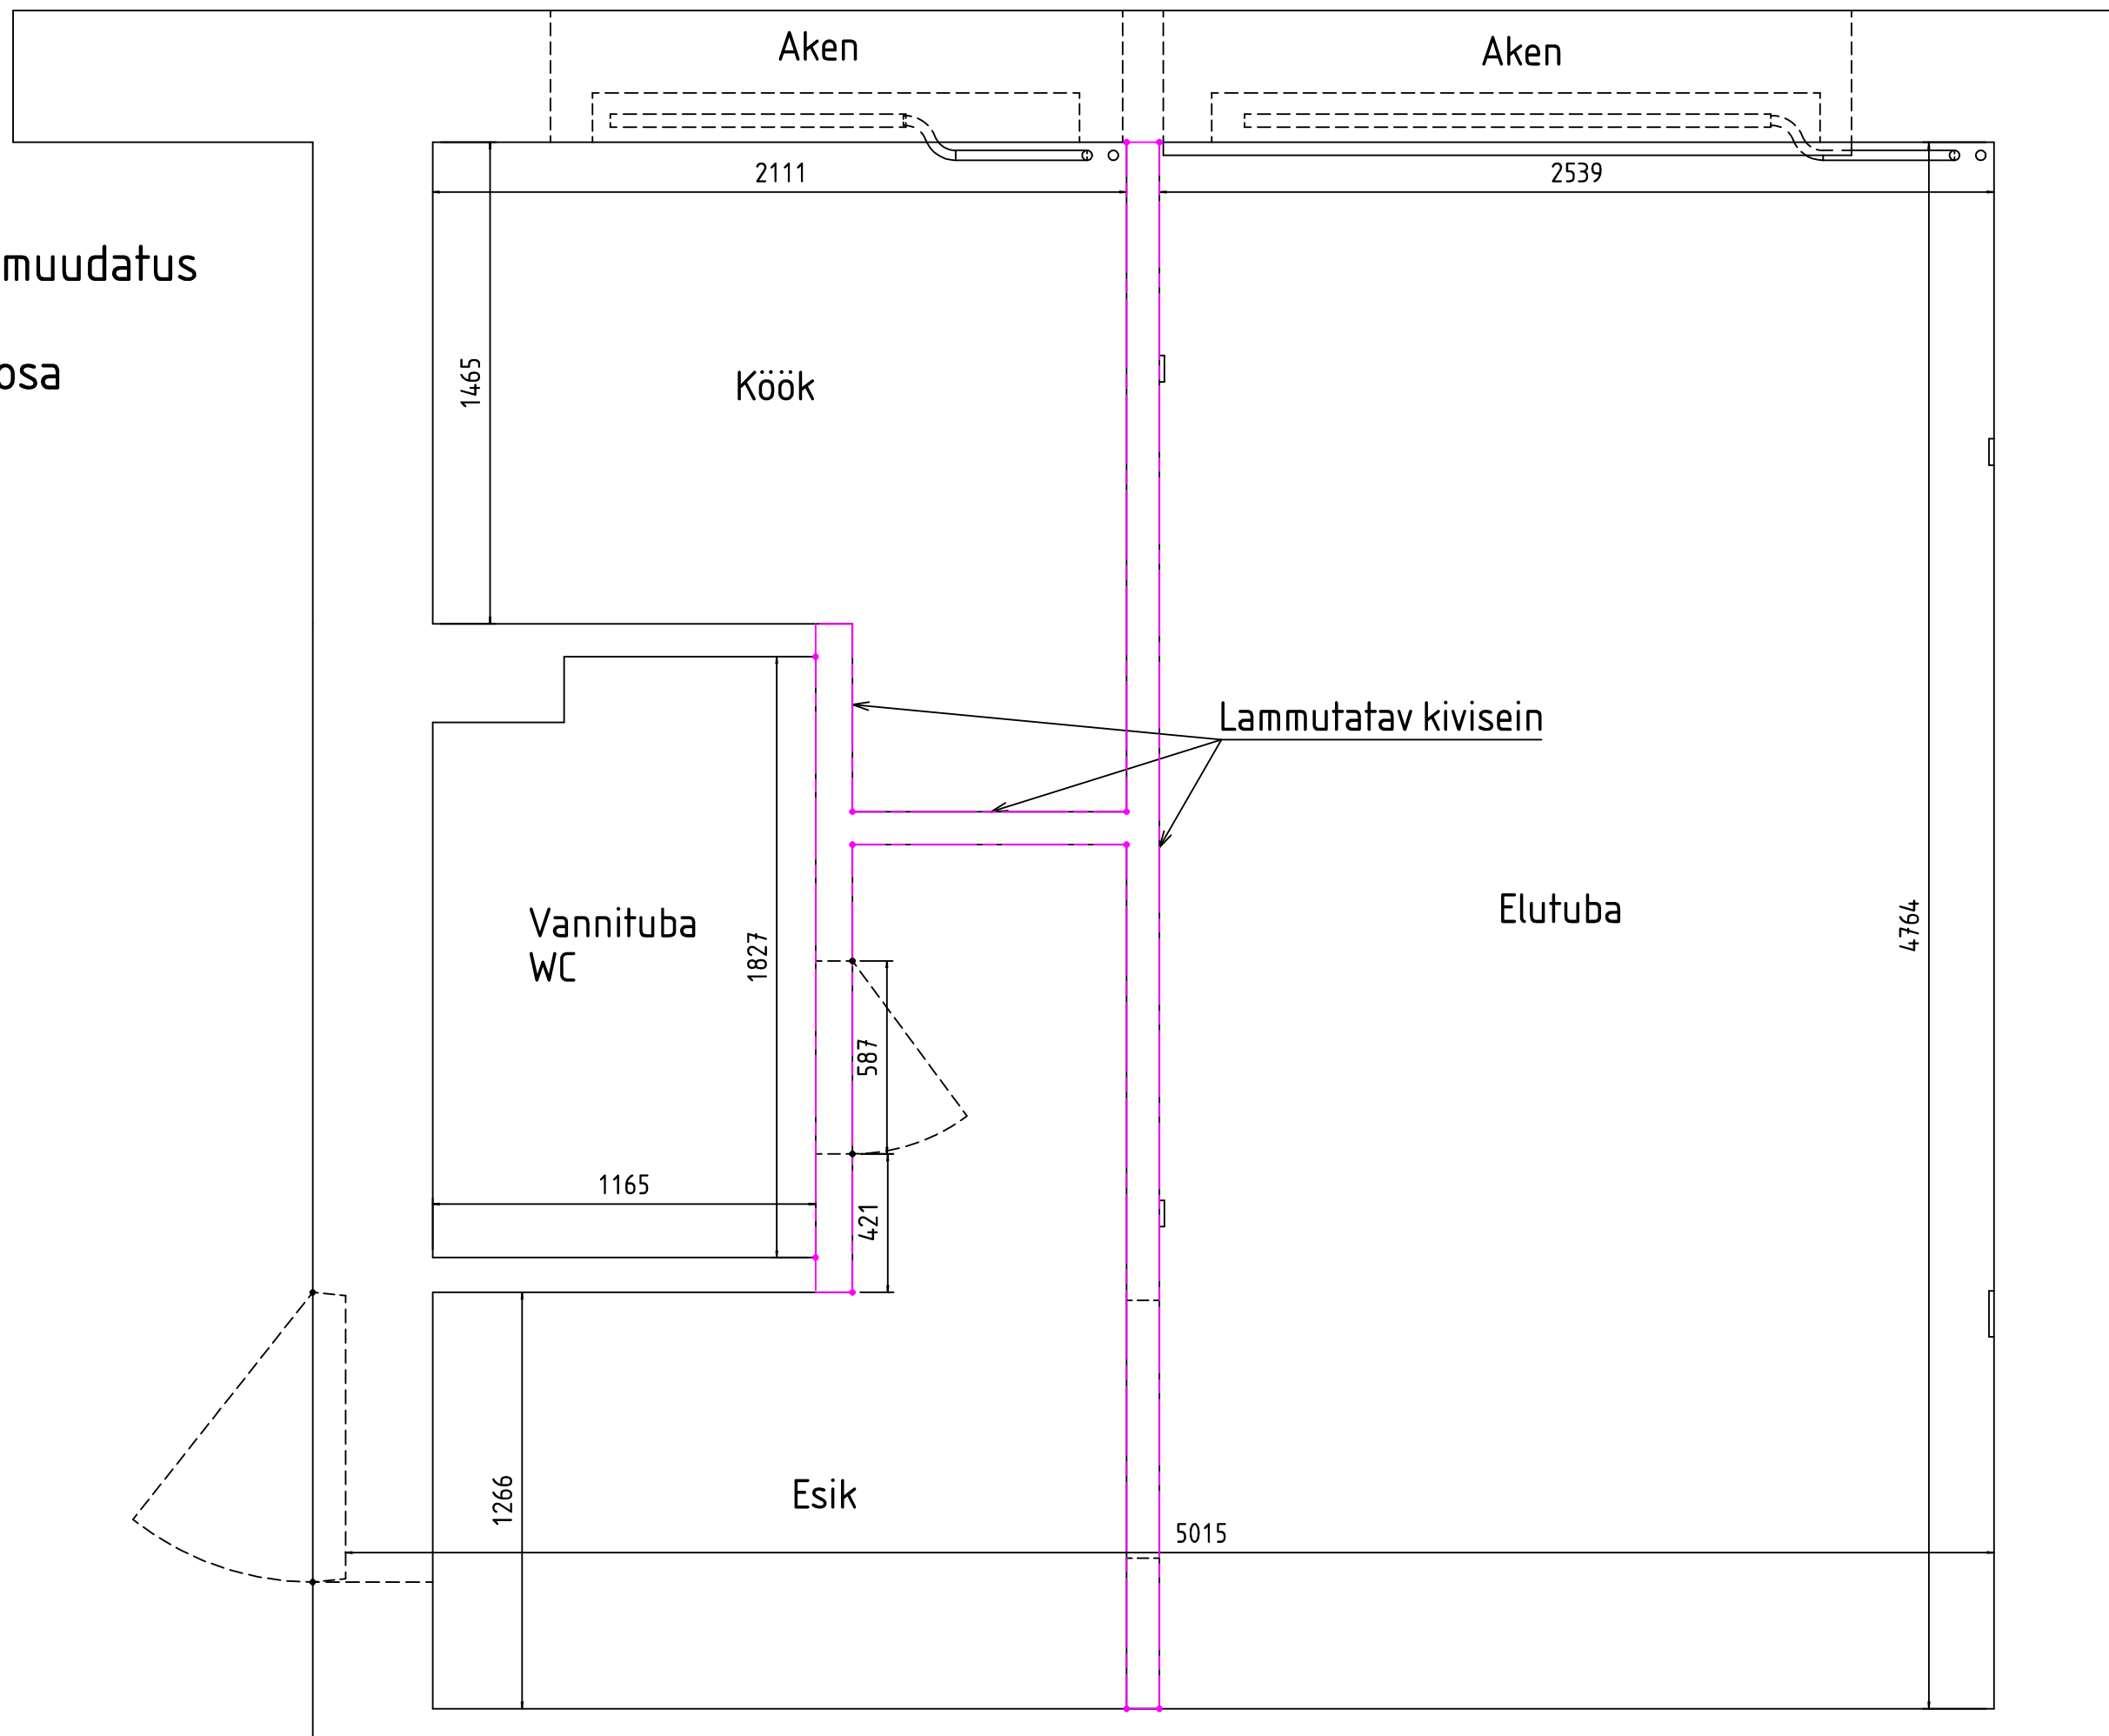 Aken
Aken
2111
2539
muudatus
osa
1465
Köök
Lammutatav kivisein
Vannituba
WC
1827
Elutuba
4764
587
1165
421
1266
Esik
5015